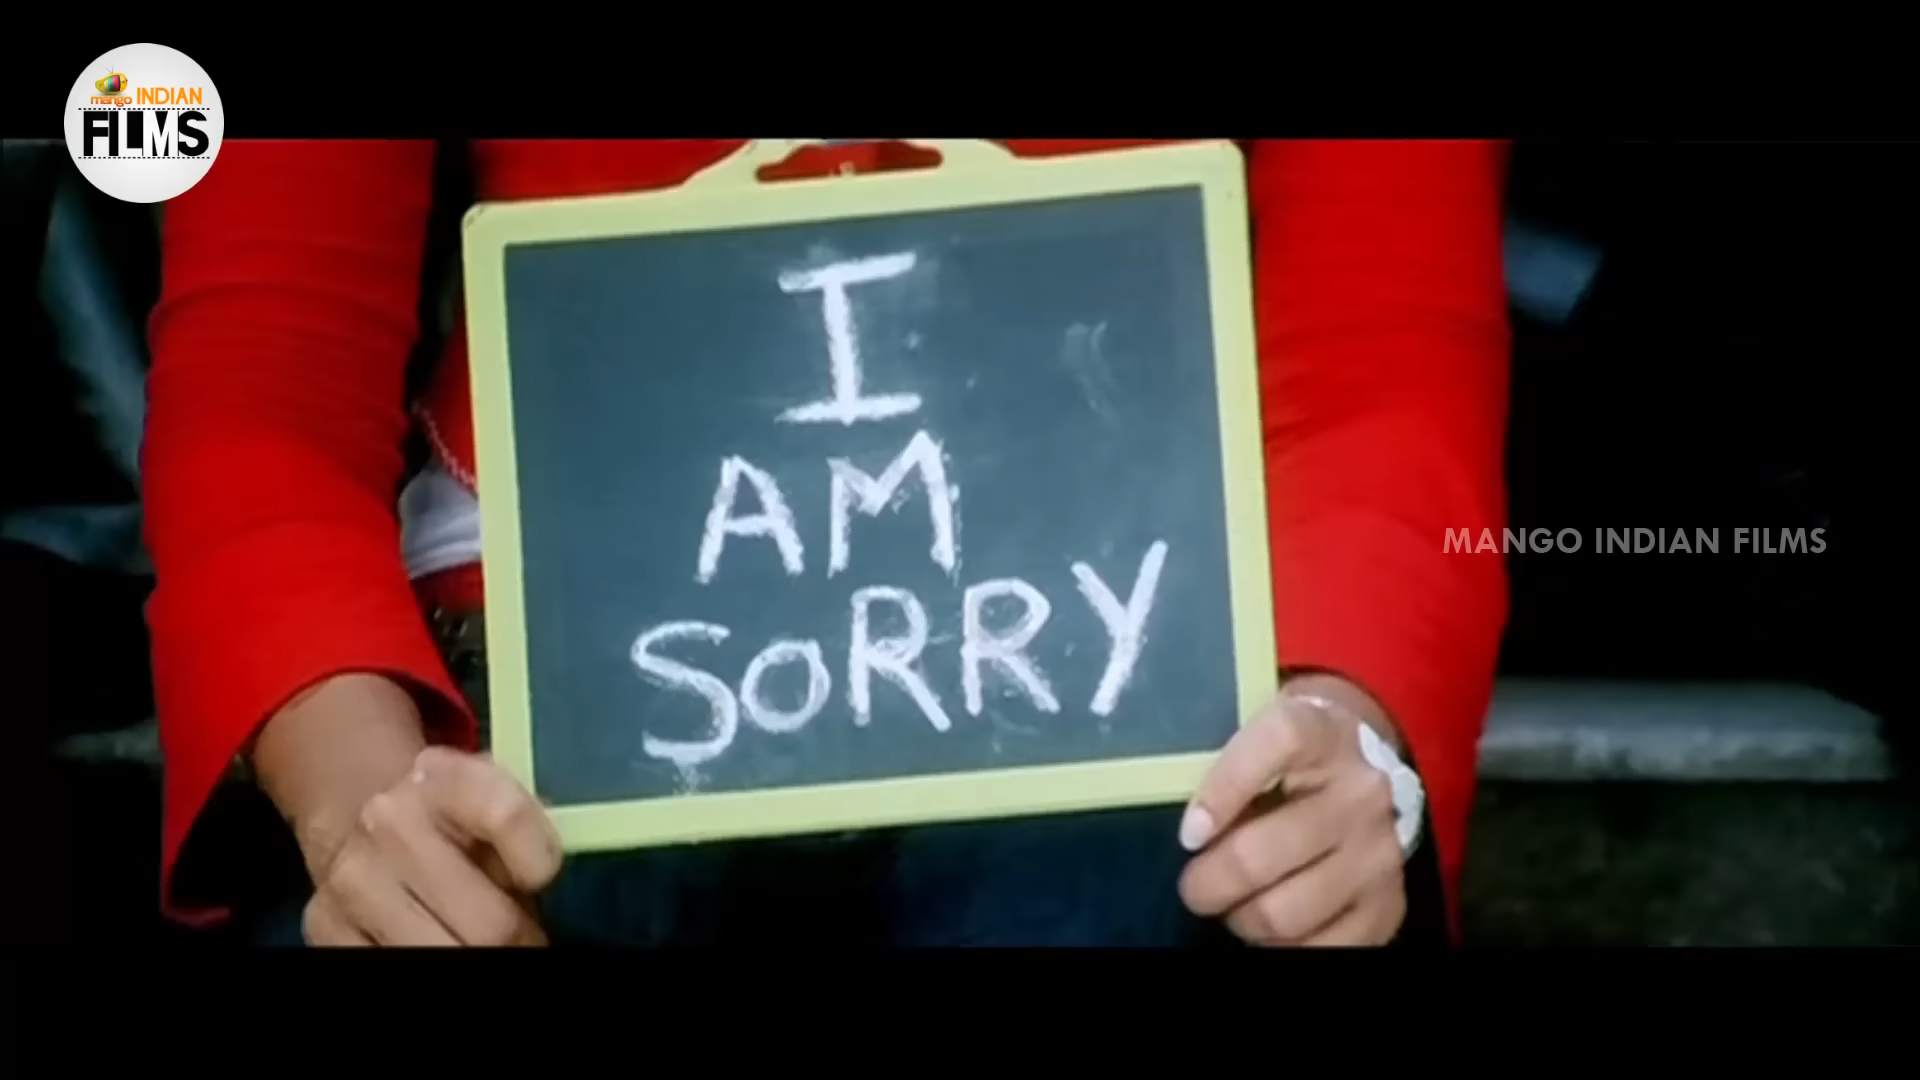 mango INDIAN
FILMS
I
AM
SoRRY
MANGO INDIAN FILMS